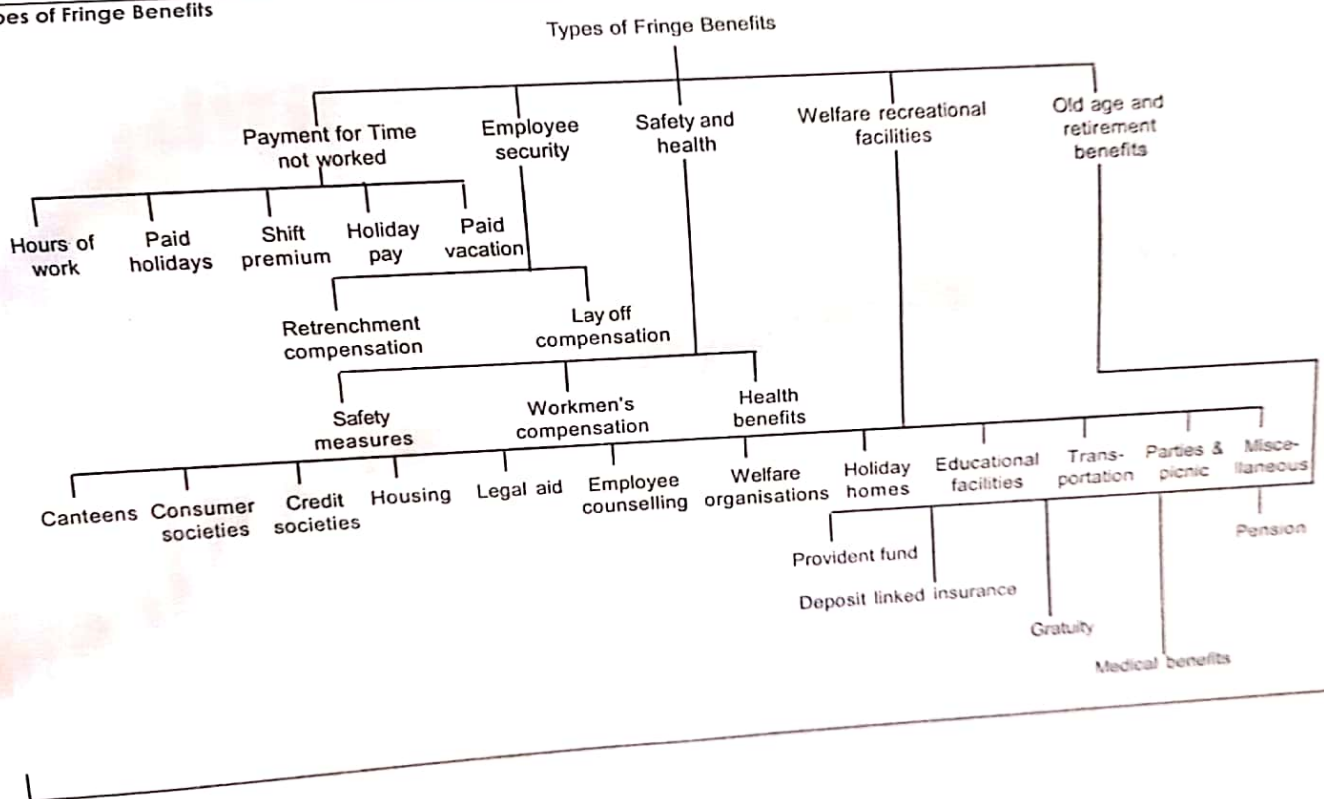 pes of Fringe Benefits
Types of Fringe Benefits
Payment for Time
not worked
Employee
security
Safety and
health
Welfare recreational
facilities
Old age and
retirement
benefits
Hours of
work
Paid
holidays
Shift
premium
Holiday
pay
Paid
vacation
Retrenchment
compensation
Lay off
compensation
Safety
measures
Workmen's
compensation
Health
benefits
Canteens
Consumer
societies
Credit
societies
Housing
Legal aid
Employee
counselling
Welfare
organisations
Holiday
homes
Educational
facilities
Trans-
portation
Parties &
picnic
Misce-
llaneous
Provident fund
Deposit linked insurance
Gratuity
Medical benefits
Pension